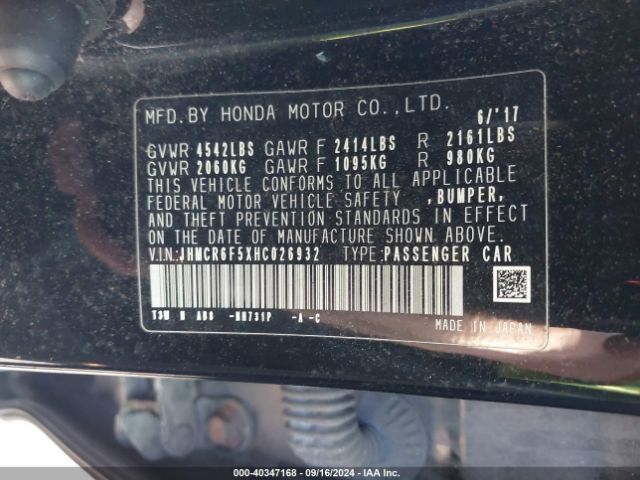 MFD.BY HONDA MOTOR CO.,LTD. 6/'17
GVWR 4542LBS GAWR F 2414LBS R 2161LBS
GVWR 2060KG GAWR F 1095KG R 980KG
THIS VEHICLE CONFORMS TO ALL APPLICABLE
FEDERAL MOTOR VEHICLE SAFETY ,BUMPER,
AND THEFT PREVENTION STANDARDS IN EFFECT
ON THE DATE OF MANUFACTURE SHOWN ABOVE.
V.I.N.:JHMCR6F5XHC026932 TYPE:PASSENGER CAR
ABS -NH731P -A -C
MADE IN JAPAN
000-40347168 - 09/16/2024 - IAA Inc.